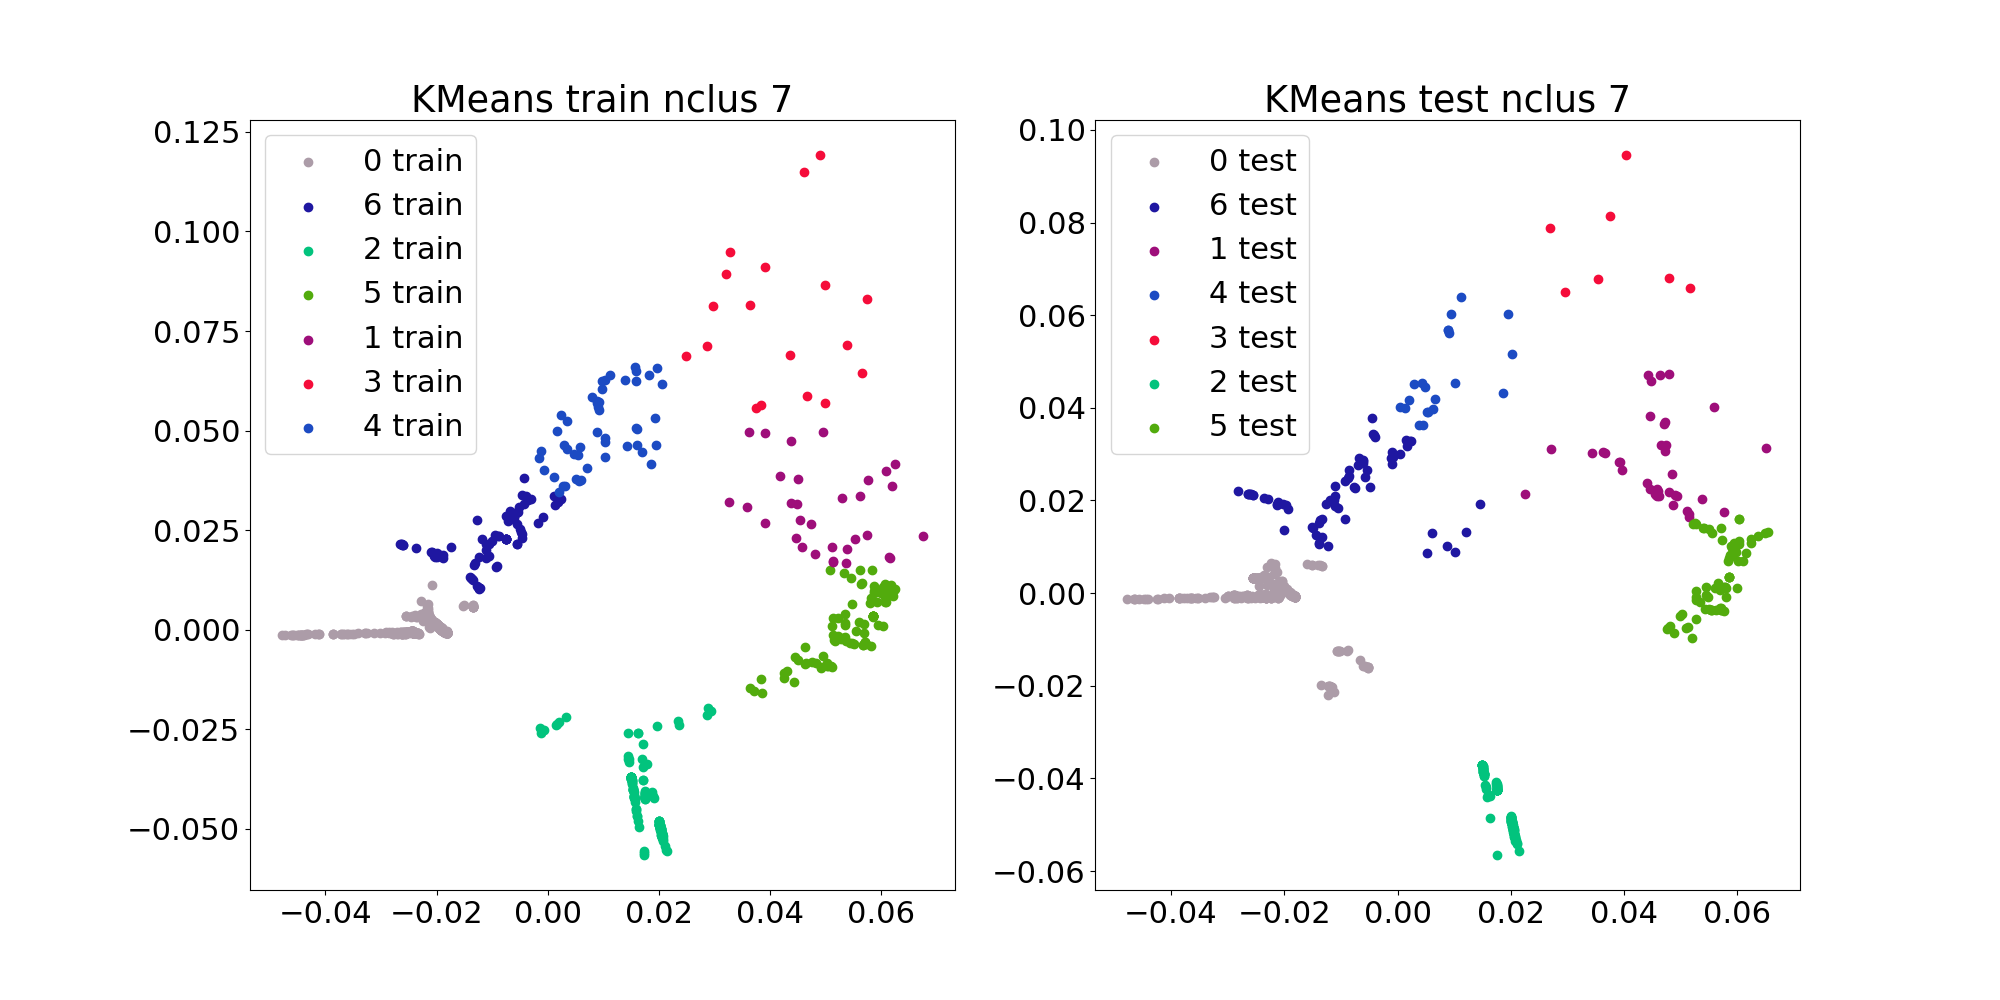 KMeans train nclus 7
0.125
0.100
0.075
0.050
0.025
0.000
−0.025
−0.050
−0.04 −0.02 0.00 0.02 0.04 0.06
0 train
6 train
2 train
5 train
1 train
3 train
4 train
KMeans test nclus 7
0.10
0.08
0.06
0.04
0.02
0.00
−0.02
−0.04
−0.06
−0.04 −0.02 0.00 0.02 0.04 0.06
0 test
6 test
1 test
4 test
3 test
2 test
5 test